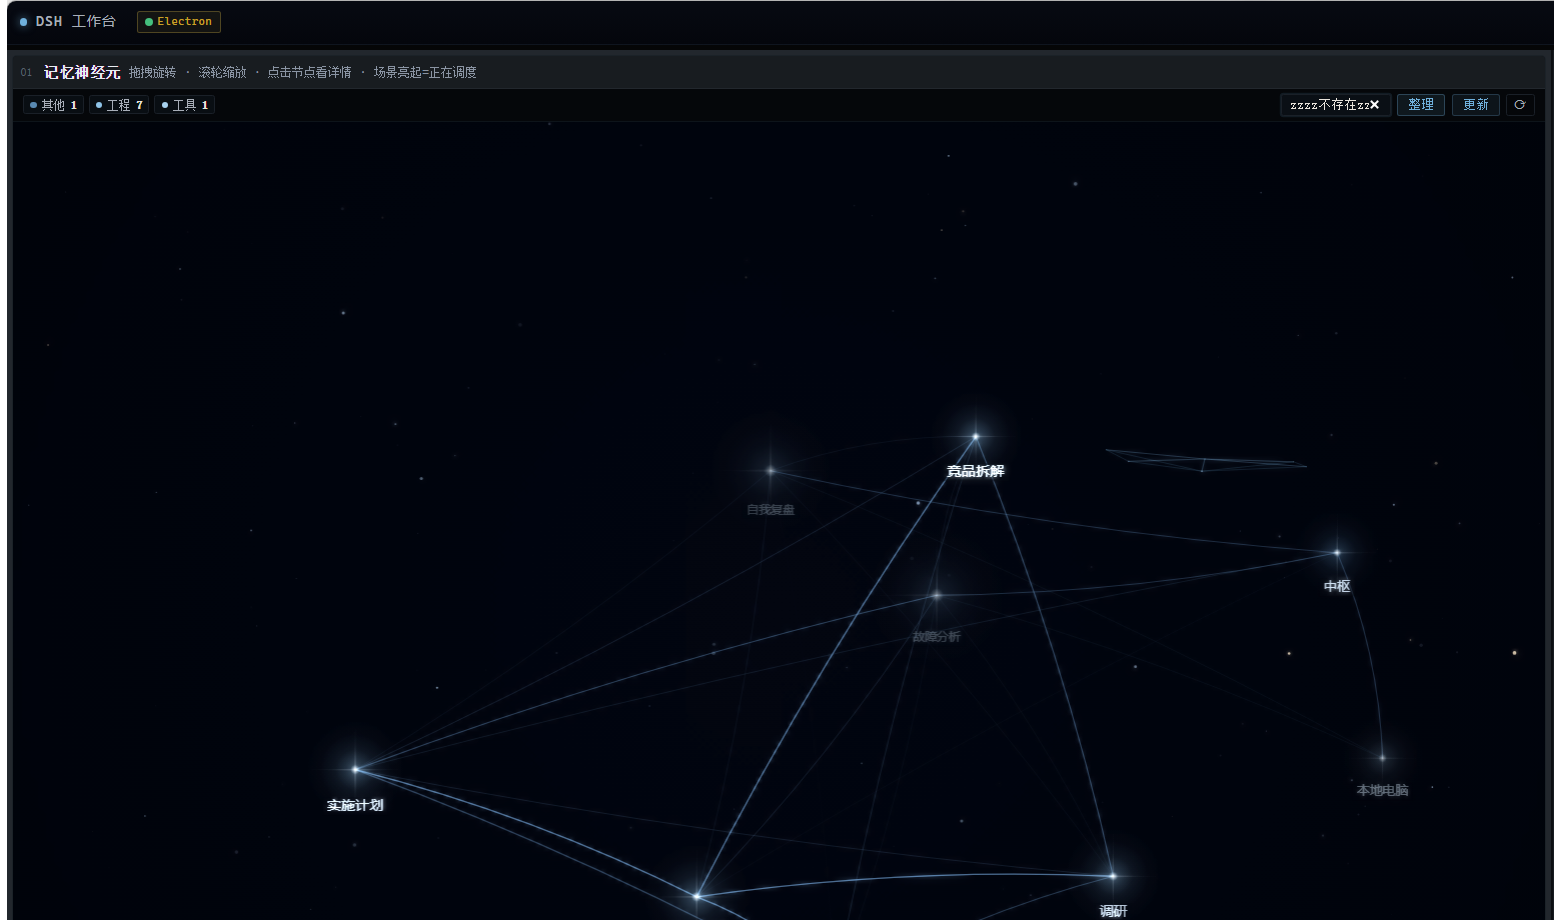 DSH 工作台 Electron
01 记忆神经元 拖拽旋转 · 滚轮缩放 · 点击节点看详情 · 场景亮起=正在调度
其他 1 工程 7 工具 1 zzzz不存在zz× 整理 更新
竞品拆解
自我复盘
中枢
故障分析
本地电脑
实施计划
调研